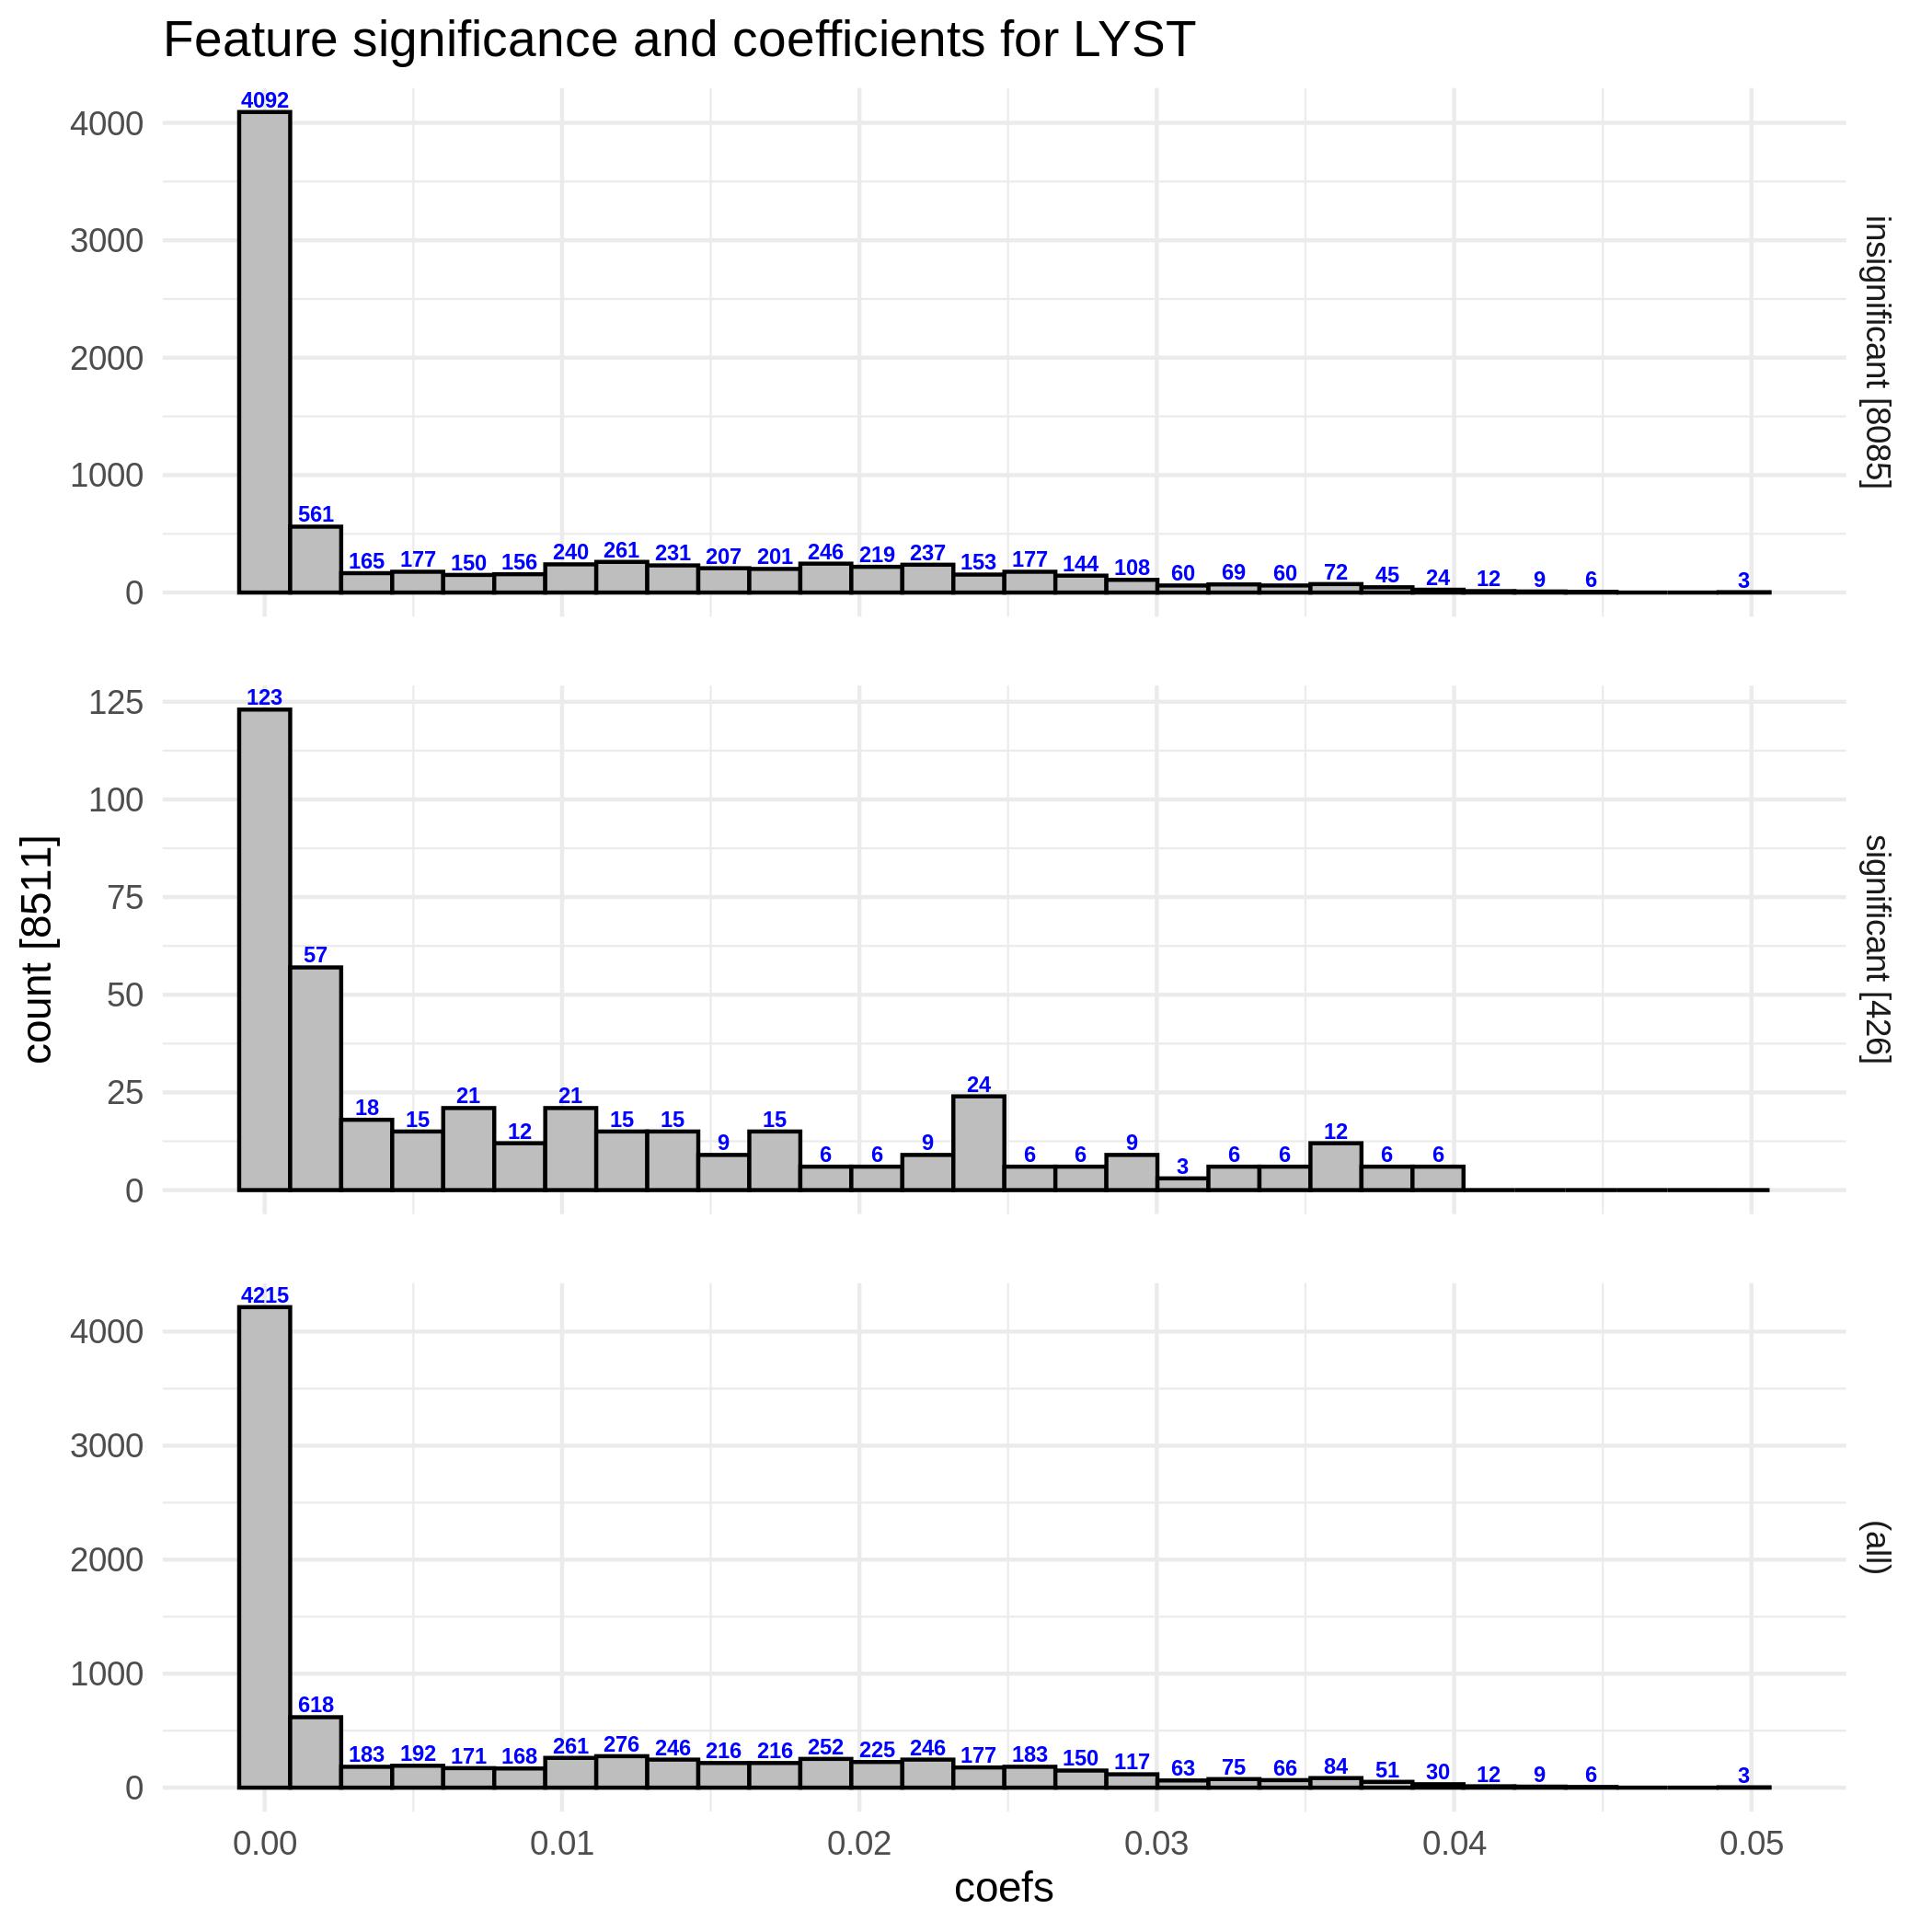 Feature significance and coefficients for LYST
4092
4000
3000
2000
1000
0
561
165 177 150 156 240 261 231 207 201 246 219 237 153 177 144 108 60 69 60 72 45 24 12 9 6 3
insignificant [8085]
123
125
100
75
50
25
0
57
18 15 21 12 21 15 15 9 15 6 6 9 24 6 6 9 3 6 6 12 6 6
significant [426]
count [8511]
4215
4000
3000
2000
1000
0
618
183 192 171 168 261 276 246 216 216 252 225 246 177 183 150 117 63 75 66 84 51 30 12 9 6 3
(all)
0.00 0.01 0.02 0.03 0.04 0.05
coefs